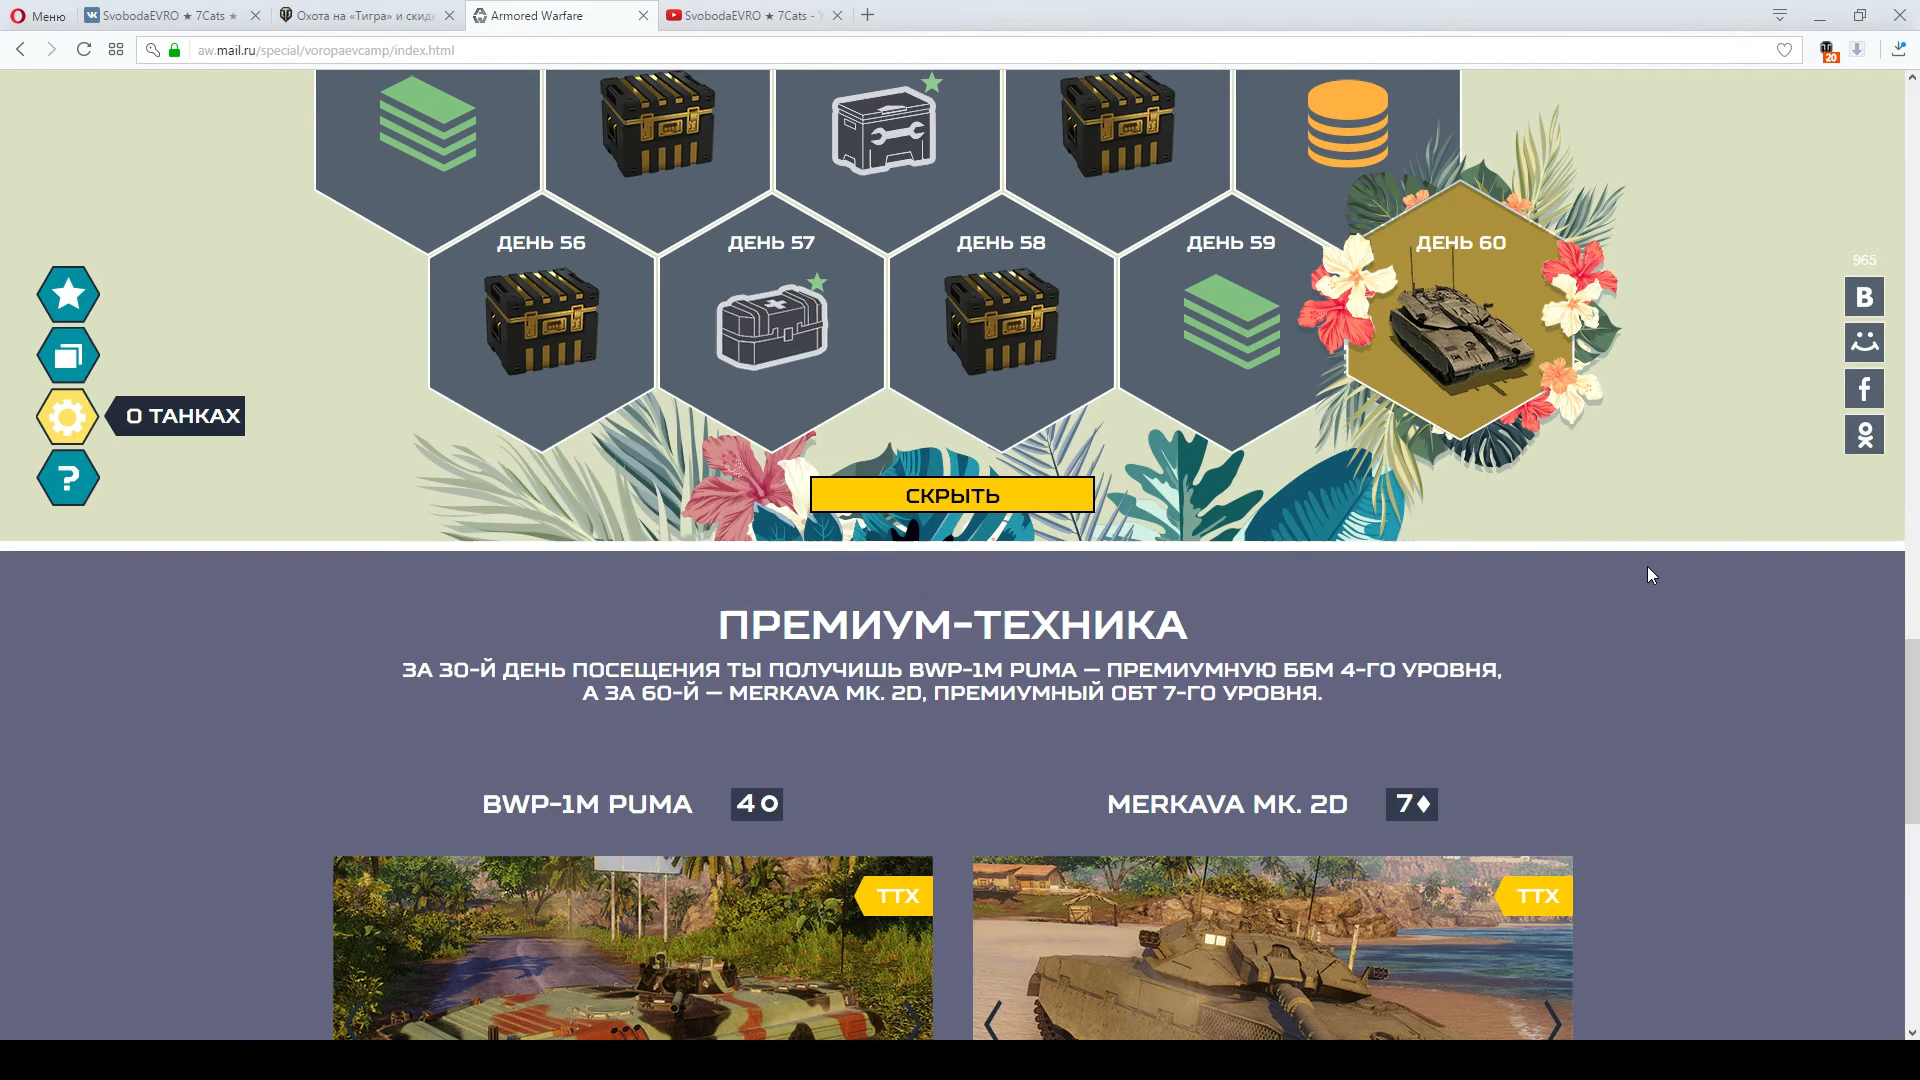 Меню
SvobodaEVRO ★ 7Cats ★
Охота на «Тигра» и скид
Armored Warfare
SvobodaEVRO ★ 7Cats -
aw.mail.ru/special/voropaevcamp/index.html
20
ДЕНЬ 56
ДЕНЬ 57
ДЕНЬ 58
ДЕНЬ 59
ДЕНЬ 60
965
B
О ТАНКАХ
?
f
СКРЫТЬ
ПРЕМИУМ-ТЕХНИКА
ЗА 30-Й ДЕНЬ ПОСЕЩЕНИЯ ТЫ ПОЛУЧИШЬ BWP-1M PUMA — ПРЕМИУМНУЮ ББМ 4-ГО УРОВНЯ,
А ЗА 60-Й — MERKAVA MK. 2D, ПРЕМИУМНЫЙ ОБТ 7-ГО УРОВНЯ.
BWP-1M PUMA 4
MERKAVA MK. 2D 7
ТТХ
ТТХ